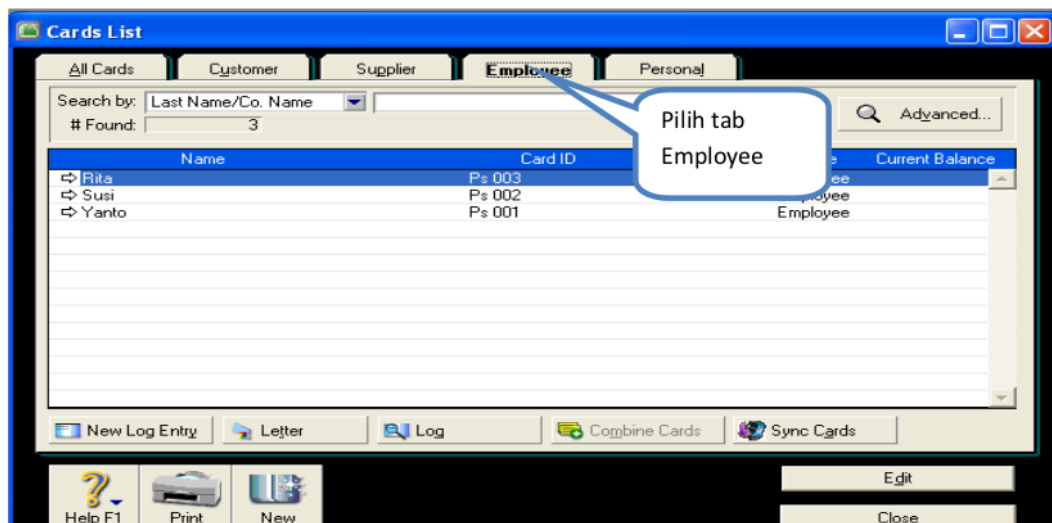 Cards List
All Cards Customer Supplier Employee Personal
Search by: Last Name/Co. Name
# Found: 3
Advanced...
Pilih tab
Employee
Name Card ID Current Balance
Rita Ps 003
Susi Ps 002 Employee
Yanto Ps 001 Employee
New Log Entry Letter Log Combine Cards Sync Cards
Edit
Help F1 Print New Close